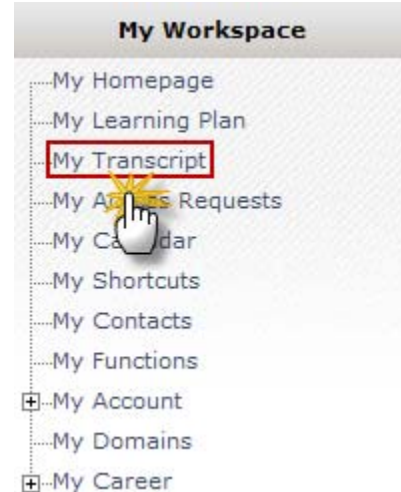 My Workspace
My Homepage
My Learning Plan
My Transcript
My Requests
My
My Shortcuts
My Contacts
My Functions
My Account
My Domains
My Career